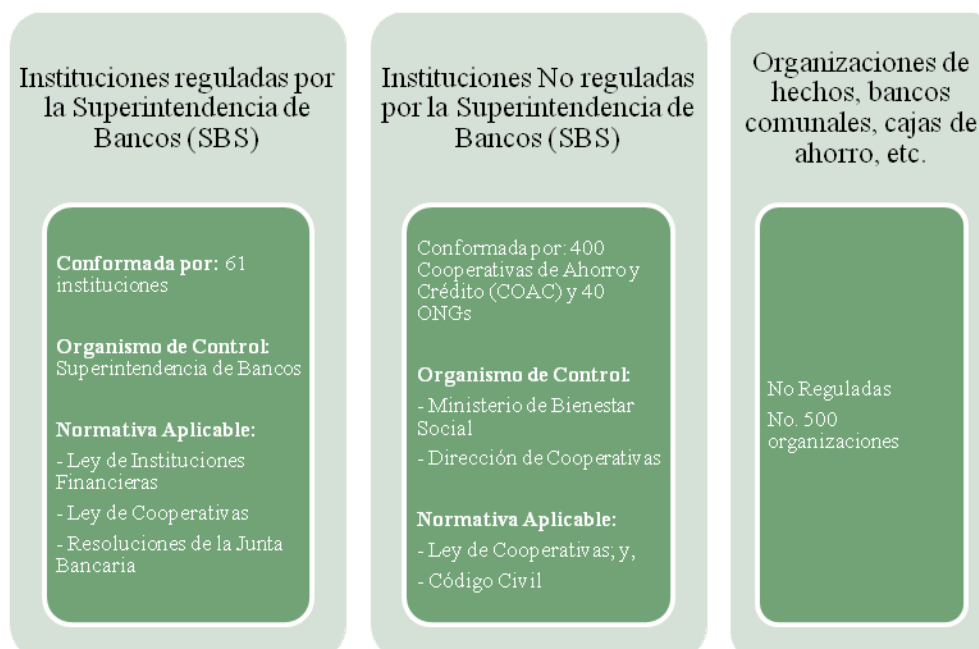 Instituciones reguladas por
la Superintendencia de
Bancos (SBS)
Conformada por: 61
instituciones
Organismo de Control:
Superintendencia de Bancos
Normativa Aplicable:
- Ley de Instituciones
Financieras
- Ley de Cooperativas
- Resoluciones de la Junta
Bancaria
Instituciones No reguladas
por la Superintendencia de
Bancos (SBS)
Conformada por: 400
Cooperativas de Ahorro y
Crédito (COAC) y 40
ONGs
Organismo de Control:
- Ministerio de Bienestar
Social
- Dirección de Cooperativas
Normativa Aplicable:
- Ley de Cooperativas; y,
- Código Civil
Organizaciones de
hechos, bancos
comunales, cajas de
ahorro, etc.
No Reguladas
No. 500
organizaciones